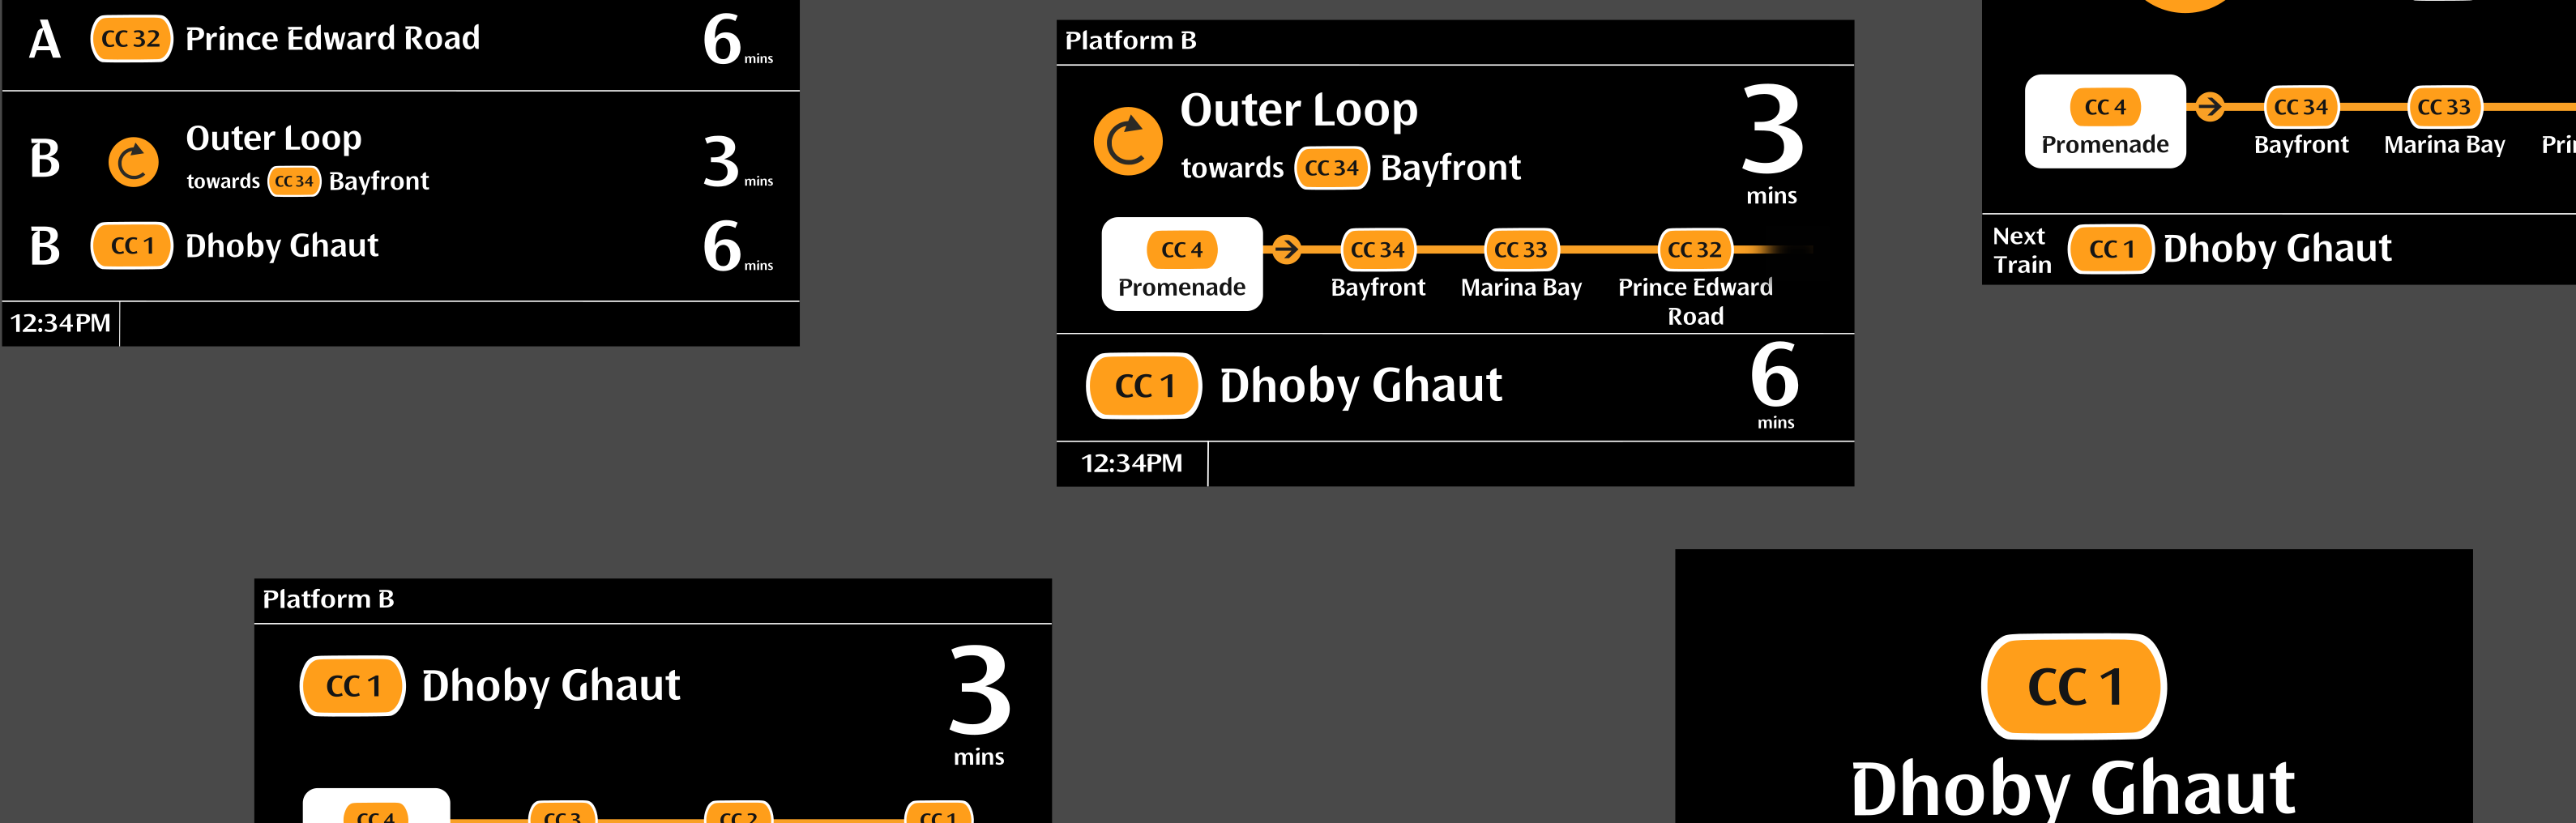 A CC 32 Prince Edward Road 6 mins
B Outer Loop 3 mins
towards CC 34 Bayfront
B CC 1 Dhoby Ghaut 6 mins
12:34PM
Platform B
Outer Loop 3
towards CC 34 Bayfront
mins
CC 4 CC 34 CC 33 CC 32
Promenade Bayfront Marina Bay Prince Edward
Road
CC 1 Dhoby Ghaut 6
mins
12:34PM
CC 4 CC 34 CC 33
Promenade Bayfront Marina Bay
Next
Train
CC 1 Dhoby Ghaut
Platform B
CC 1 Dhoby Ghaut 3
mins
CC 4 CC 3 CC 2 CC 1
CC 1
Dhoby Ghaut